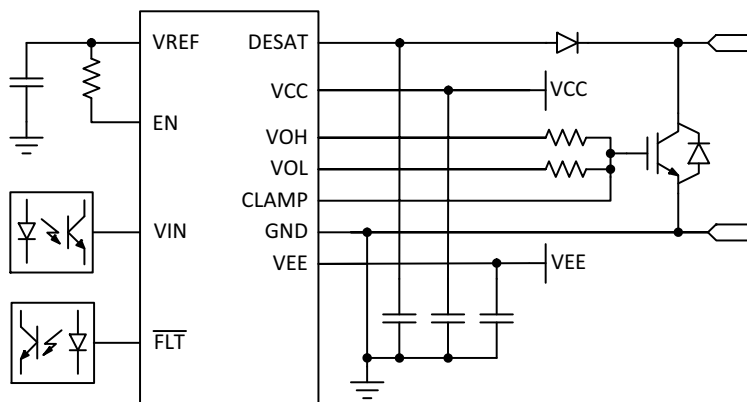 VREF
DESAT
VCC
VCC
EN
VOH
VOL
CLAMP
VIN
GND
VEE
VEE
FLT